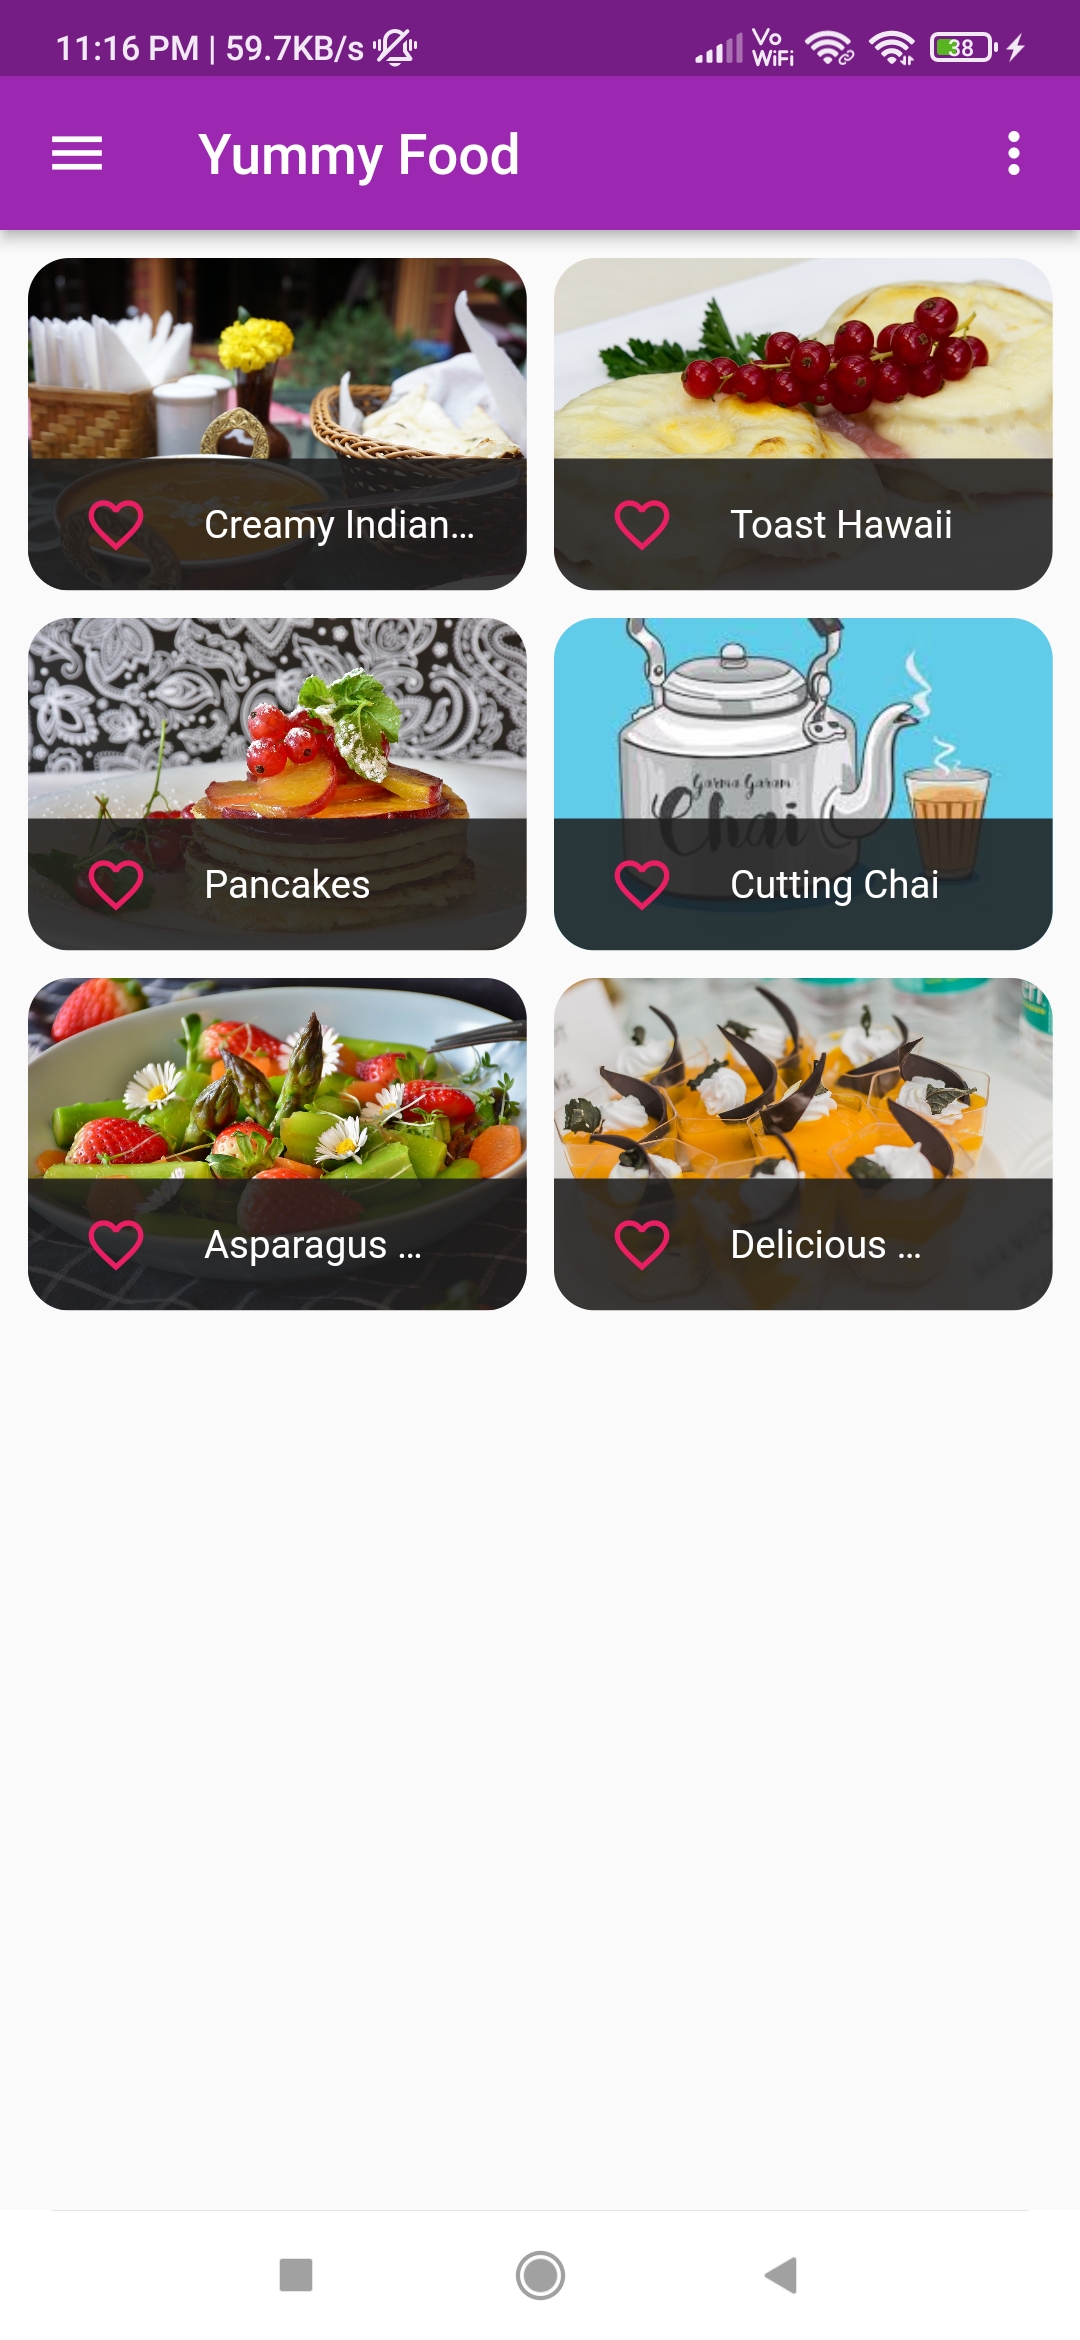 11:16 PM | 59.7KB/s
Vo
WiFi
38
Yummy Food
Creamy Indian...
Toast Hawaii
Garma Garam
Chai
Pancakes
Cutting Chai
Asparagus ...
Delicious ...